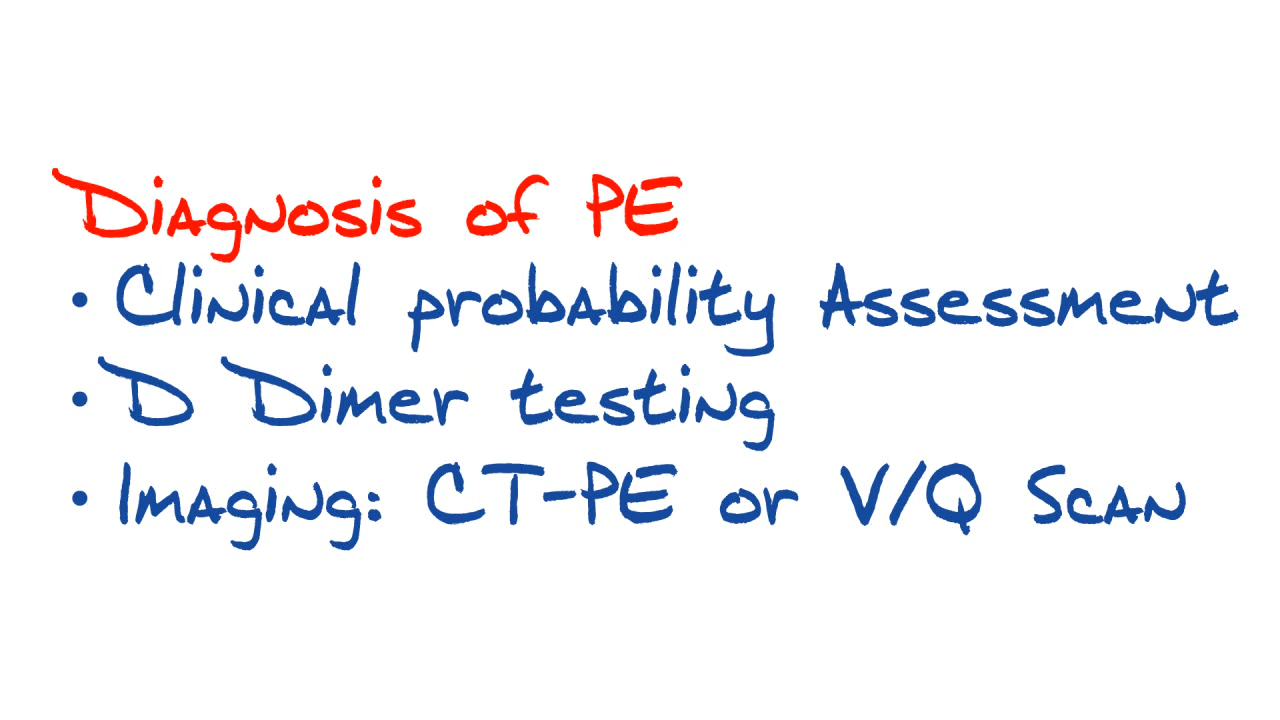 Diagnosis of PE
• Clinical probability Assessment
• D Dimer testing
• Imaging: CT-PE or V/Q Scan